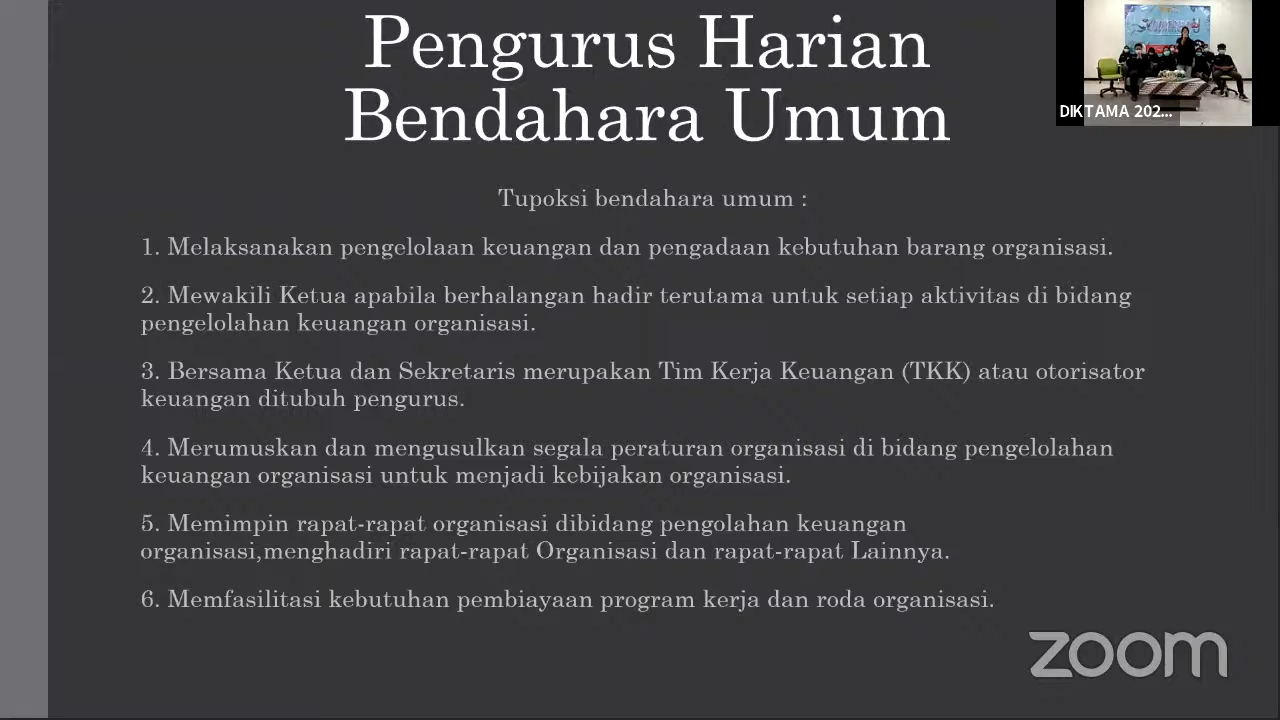 Pengurus Harian
Bendahara Umum
DIKTAMA 202...
Tupoksi bendahara umum :
1. Melaksanakan pengelolaan keuangan dan pengadaan kebutuhan barang organisasi.
2. Mewakili Ketua apabila berhalangan hadir terutama untuk setiap aktivitas di bidang
pengelolahan keuangan organisasi.
3. Bersama Ketua dan Sekretaris merupakan Tim Kerja Keuangan (TKK) atau otorisator
keuangan ditubuh pengurus.
4. Merumuskan dan mengusulkan segala peraturan organisasi di bidang pengelolahan
keuangan organisasi untuk menjadi kebijakan organisasi.
5. Memimpin rapat-rapat organisasi dibidang pengolahan keuangan
organisasi,menghadiri rapat-rapat Organisasi dan rapat-rapat Lainnya.
6. Memfasilitasi kebutuhan pembiayaan program kerja dan roda organisasi.
zoom